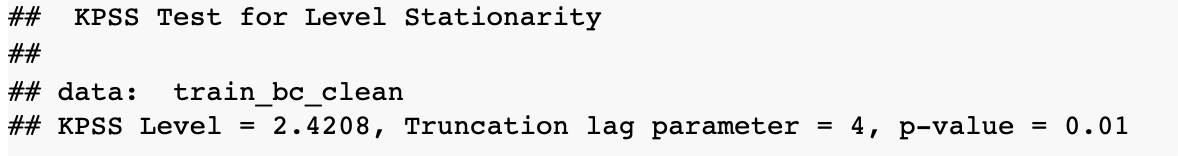 ##  KPSS Test for Level Stationarity
##
## data:  train_bc_clean
## KPSS Level = 2.4208, Truncation lag parameter = 4, p-value = 0.01